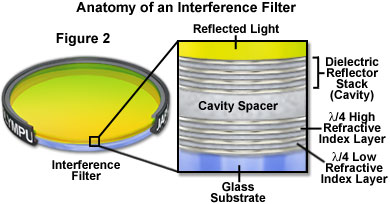 Anatomy of an Interference Filter
Figure 2
Reflected Light
Dielectric
Reflector
Stack
(Cavity)
Cavity Spacer
λ/4 High
Refractive
Index Layer
λ/4 Low
Refractive
Index Layer
Interference
Filter
Glass
Substrate